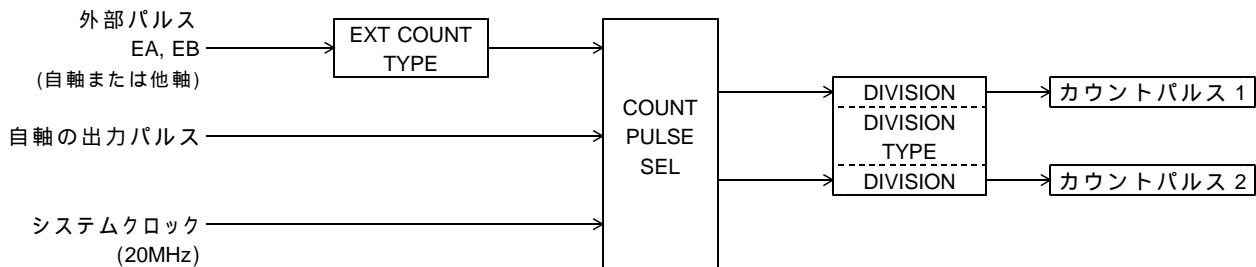 外部パルス
EA, EB
(自軸または他軸)
EXT COUNT
TYPE
自軸の出力パルス
システムクロック
(20MHz)
COUNT
PULSE
SEL
DIVISION
DIVISION
TYPE
DIVISION
カウントパルス 1
カウントパルス 2